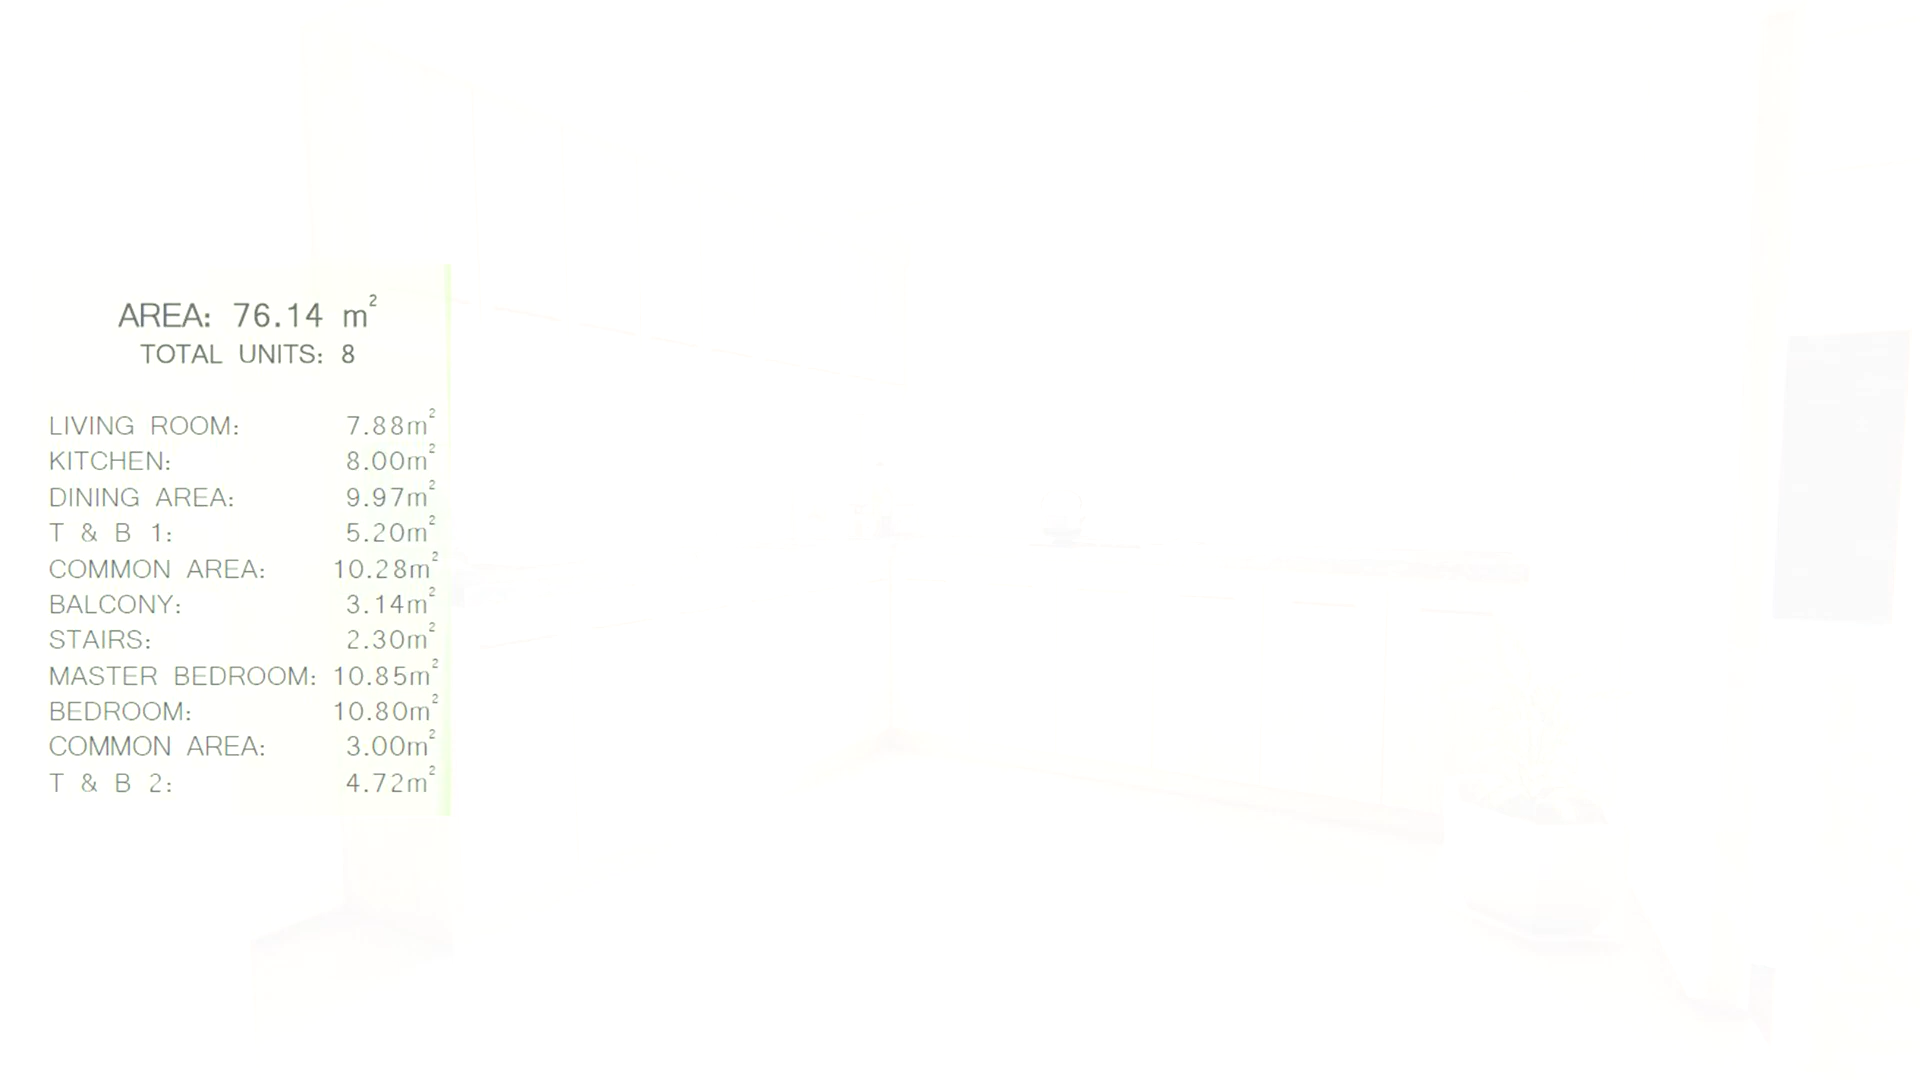 AREA: 76.14 m²
TOTAL UNITS: 8
LIVING ROOM: 7.88m²
KITCHEN: 8.00m²
DINING AREA: 9.97m²
T & B 1: 5.20m²
COMMON AREA: 10.28m²
BALCONY: 3.14m²
STAIRS: 2.30m²
MASTER BEDROOM: 10.85m²
BEDROOM: 10.80m²
COMMON AREA: 3.00m²
T & B 2: 4.72m²